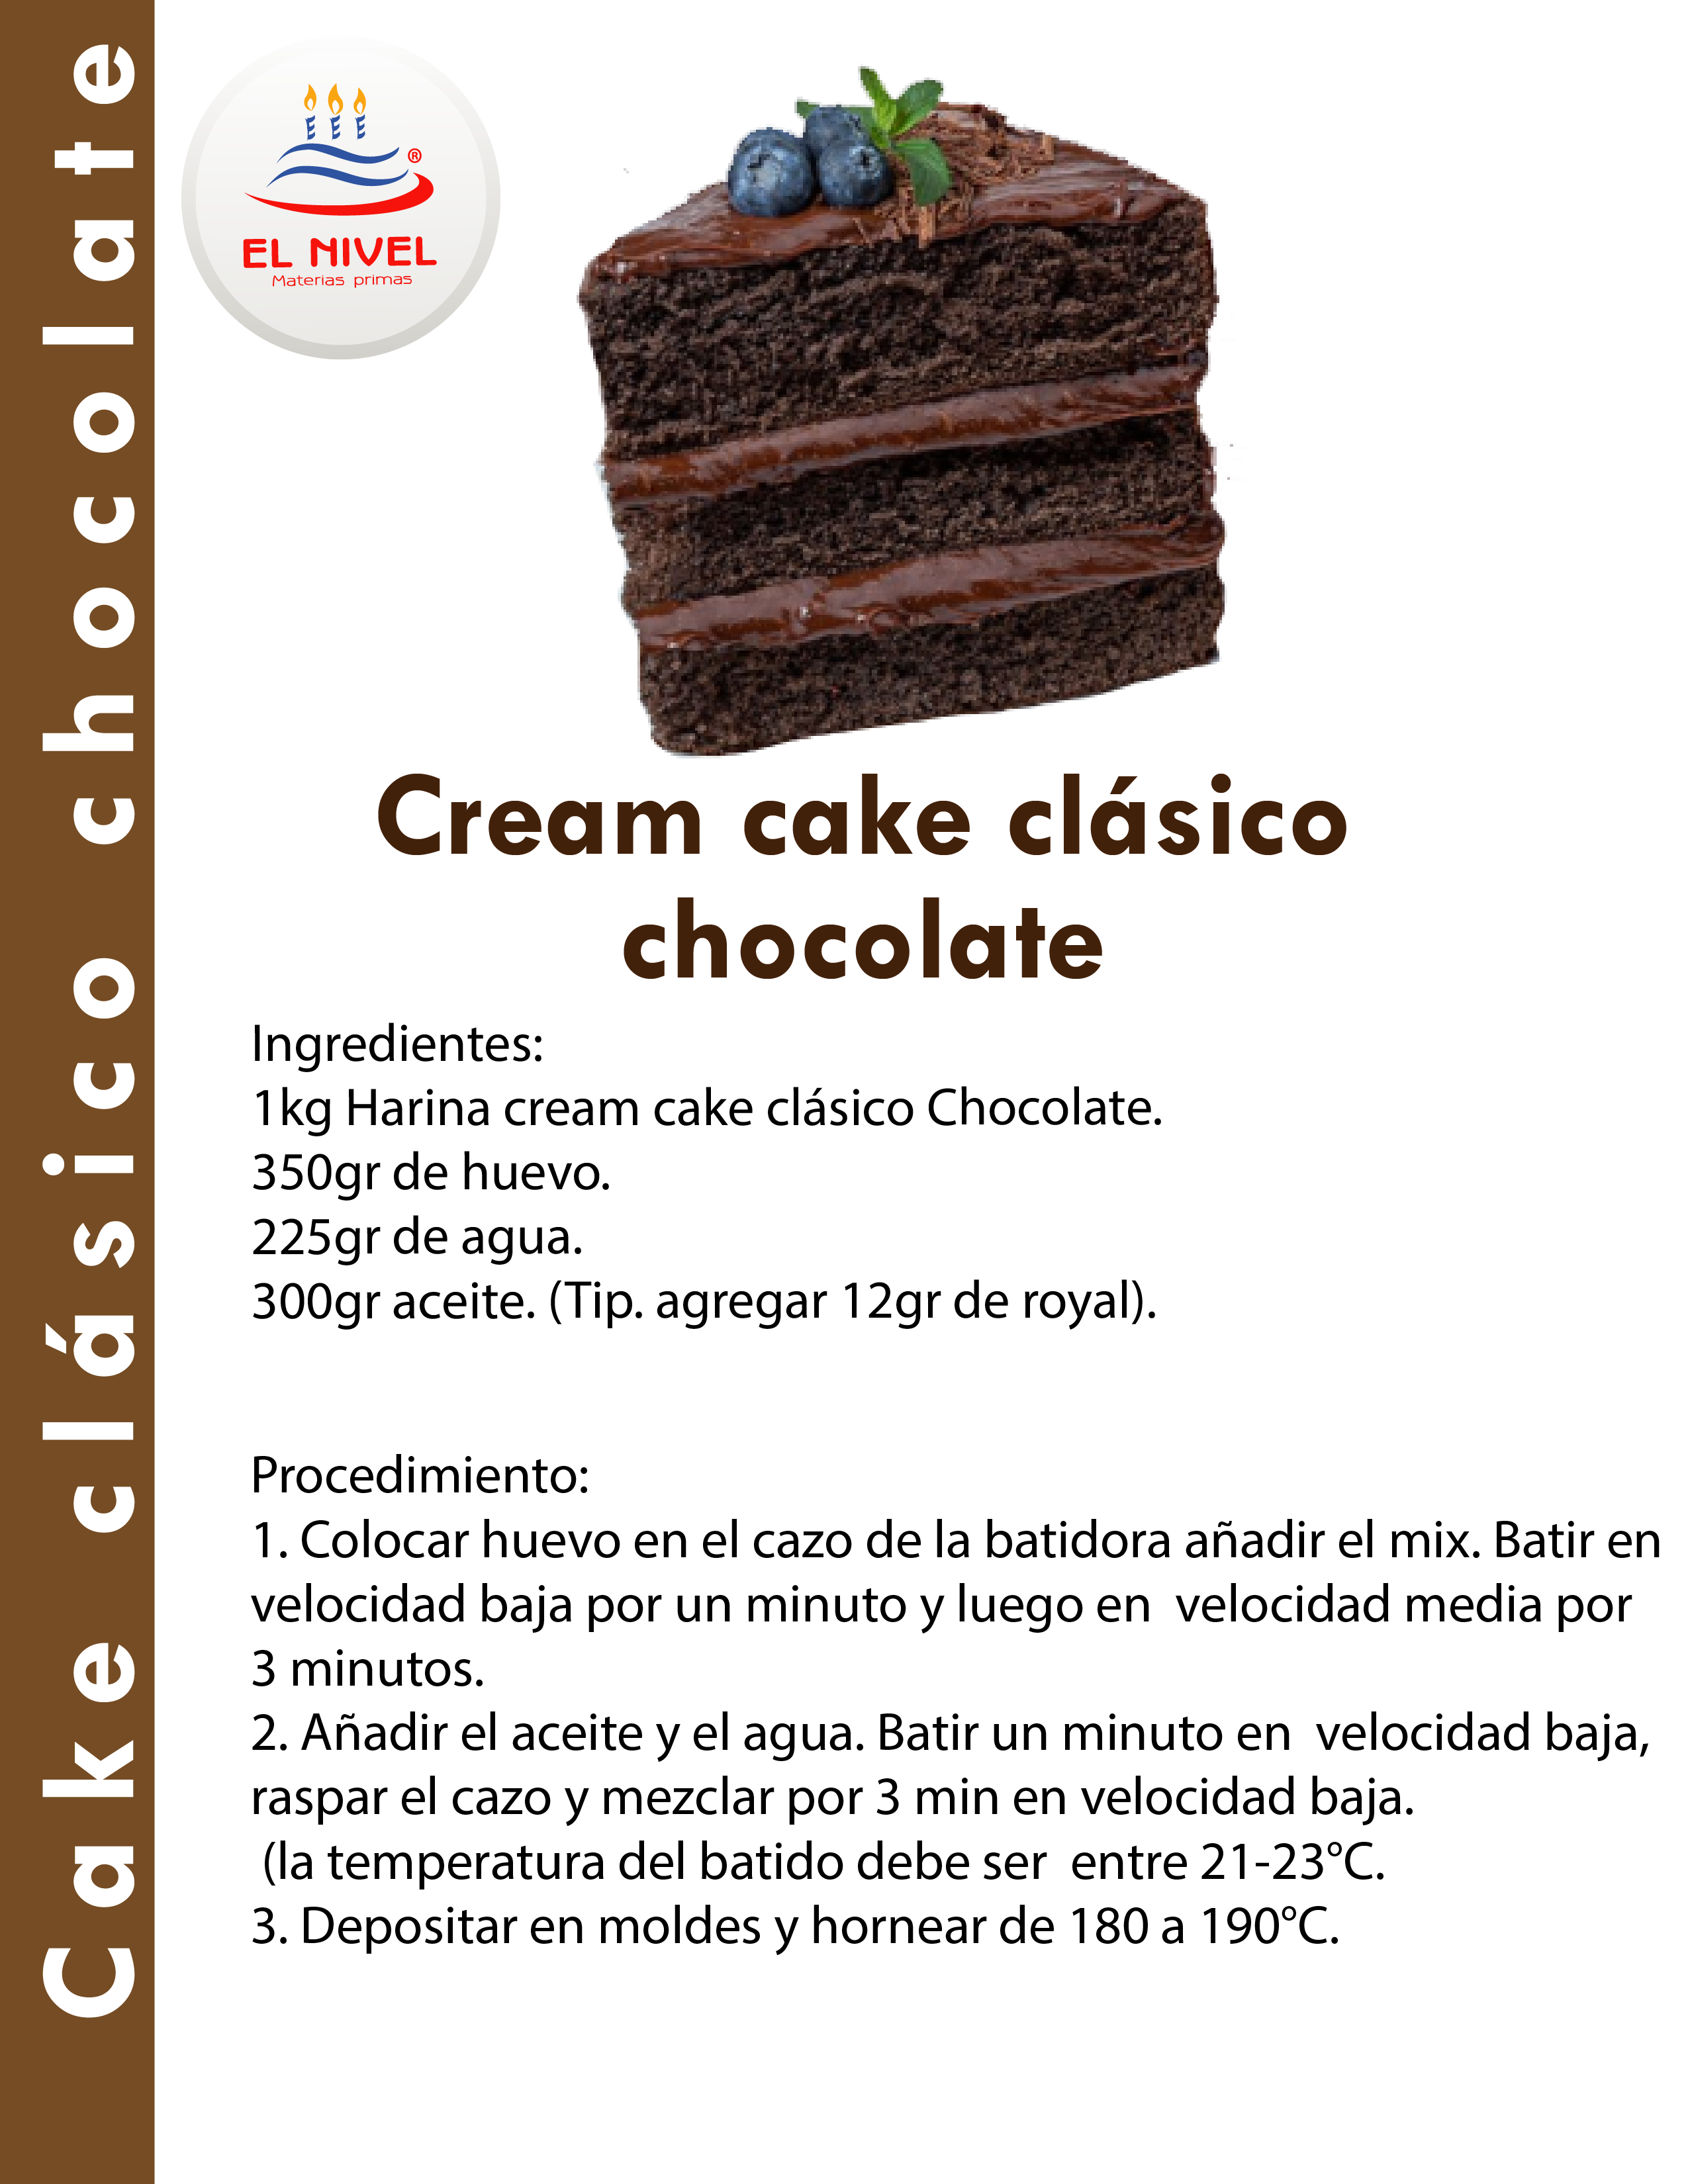 Cake clásico chocolate
®
EL NIVEL
Materias primas
Cream cake clásico
chocolate
Ingredientes:
1kg Harina cream cake clásico Chocolate.
350gr de huevo.
225gr de agua.
300gr aceite. (Tip. agregar 12gr de royal).
Procedimiento:
1. Colocar huevo en el cazo de la batidora añadir el mix. Batir en
velocidad baja por un minuto y luego en  velocidad media por
3 minutos.
2. Añadir el aceite y el agua. Batir un minuto en  velocidad baja,
raspar el cazo y mezclar por 3 min en velocidad baja.
(la temperatura del batido debe ser  entre 21-23°C.
3. Depositar en moldes y hornear de 180 a 190°C.